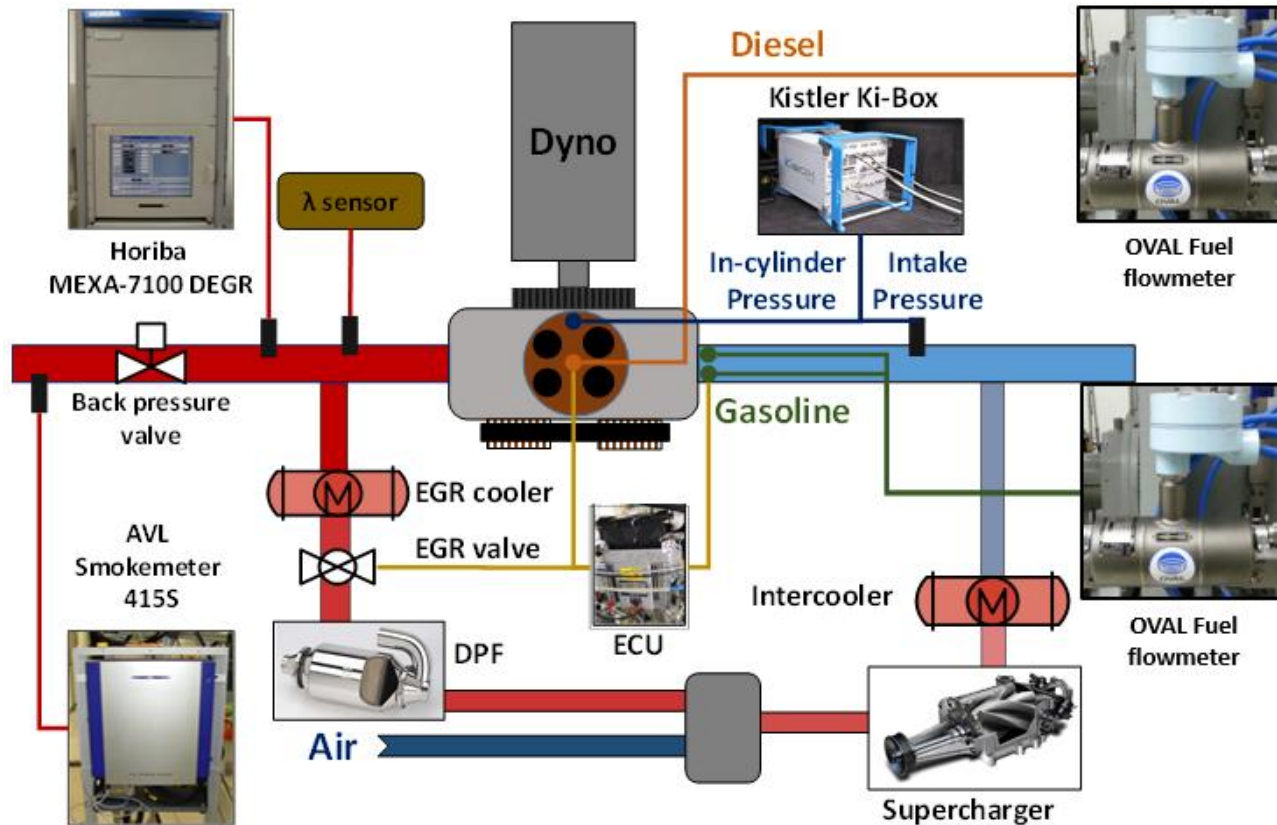 HORIBA
Diesel
Kistler Ki-Box
Dyno
λ sensor
OVAL Fuel
flowmeter
Horiba
MEXA-7100 DEGR
In-cylinder
Pressure
Intake
Pressure
Back pressure
valve
Gasoline
M
EGR cooler
EGR valve
AVL
Smokemeter
415S
Intercooler
M
ECU
OVAL Fuel
flowmeter
DPF
Air
Supercharger